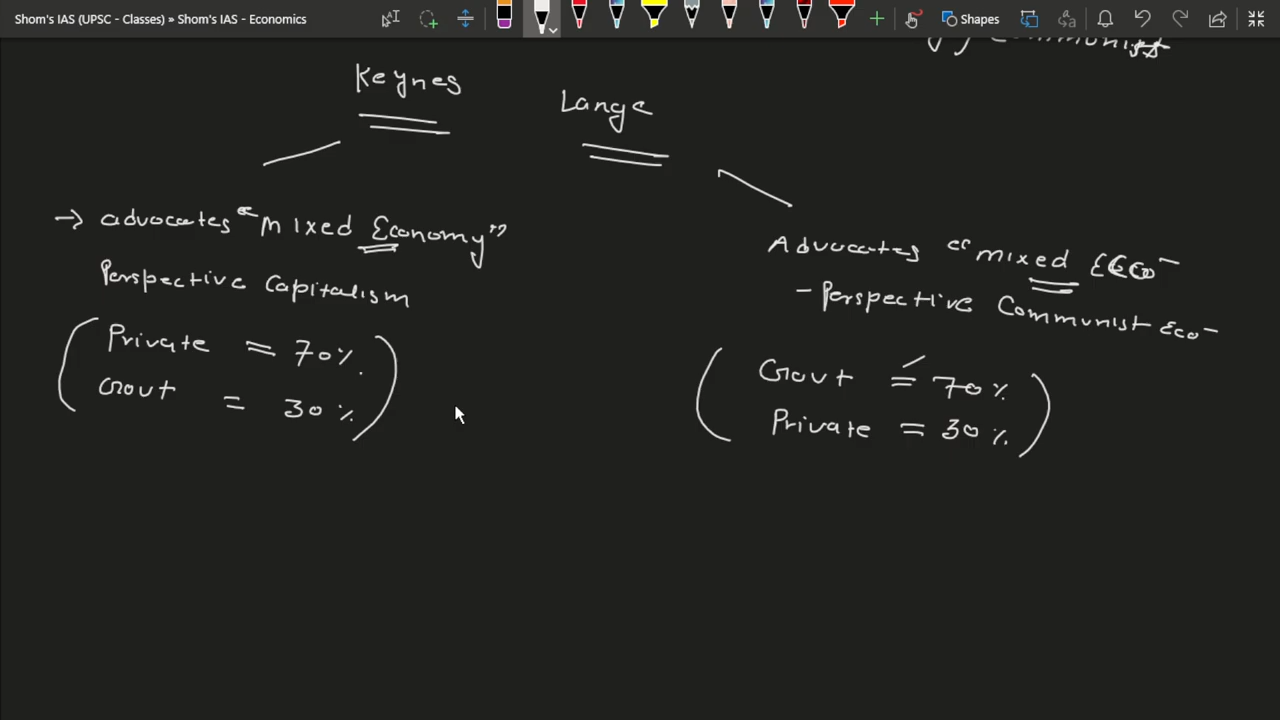 Shom's IAS (UPSC - Classes) » Shom's IAS - Economics
Shapes
Communist
Keynes
Lange
→ advocates "mixed Economy"
Perspective Capitalism
Private = 70%
Govt = 30%
Advocates "mixed Eco-
- Perspective Communist Eco-
Govt = 70%
Private = 30%